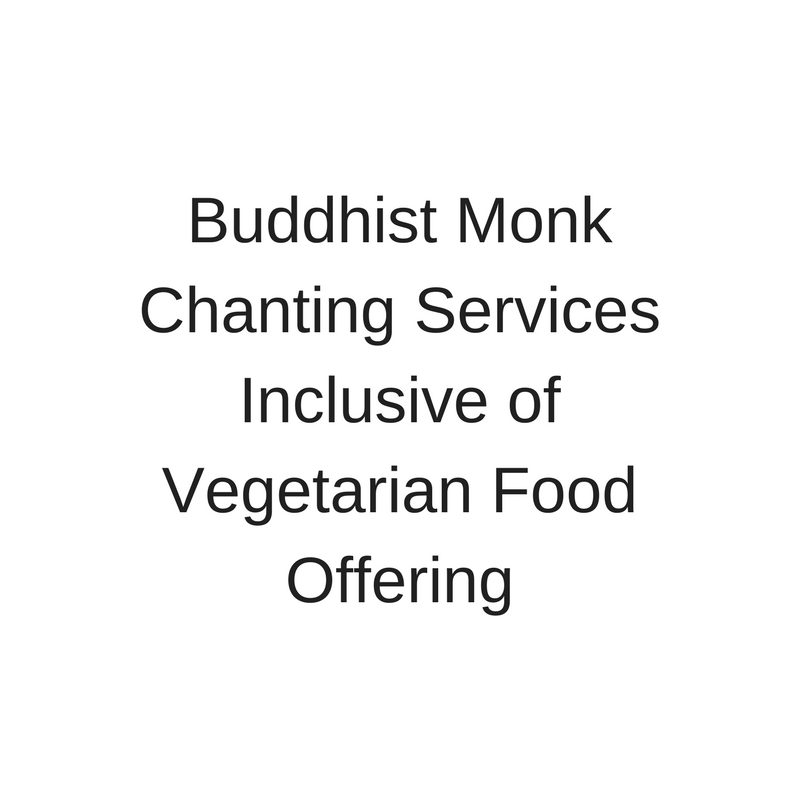 Buddhist Monk
Chanting Services
Inclusive of
Vegetarian Food
Offering